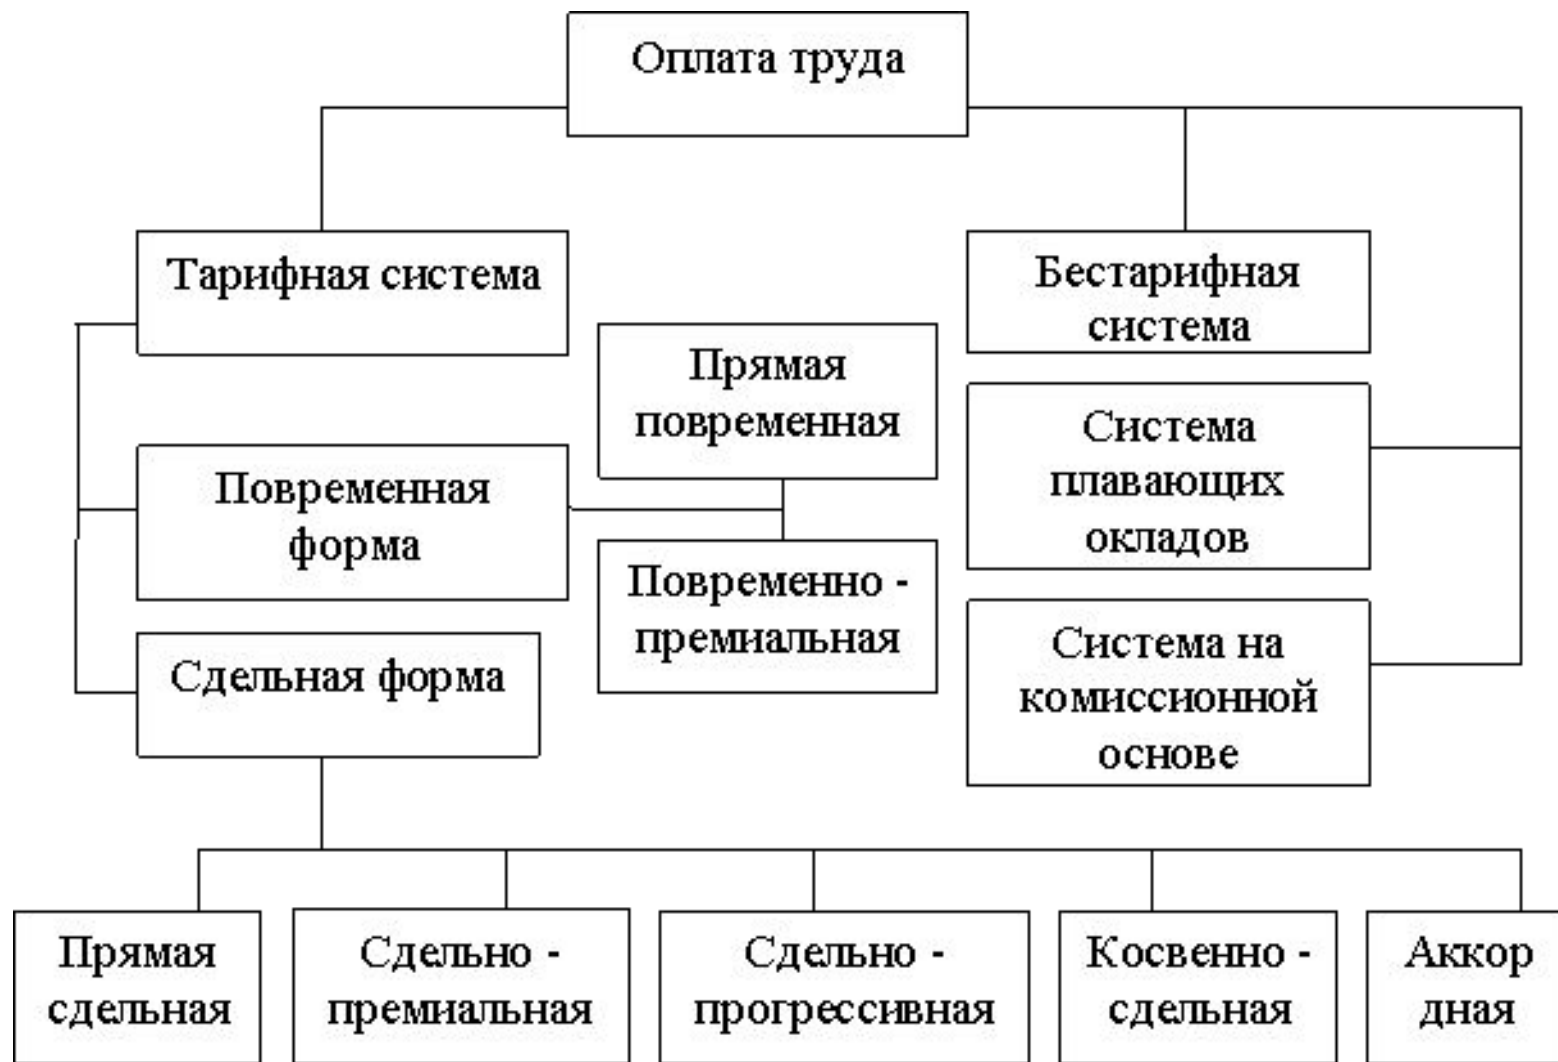 Оплата труда
Тарифная система
Бестарифная
система
Прямая
повременная
Система
плавающих
окладов
Повременная
форма
Повременно -
премиальная
Система на
комиссионной
основе
Сдельная форма
Прямая
сдельная
Сдельно -
премиальная
Сдельно -
прогрессивная
Косвенно -
сдельная
Аккор
дная